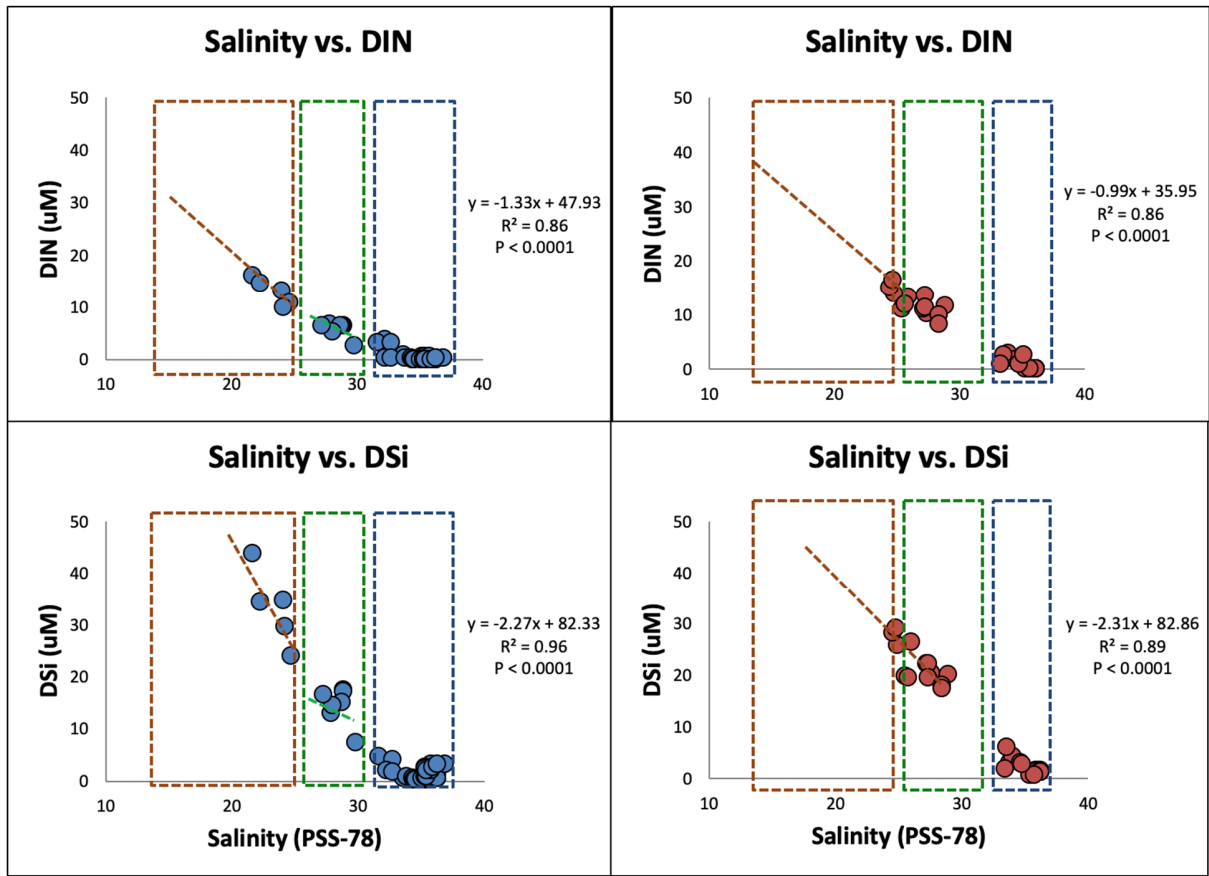 Salinity vs. DIN
50
40
30
20
10
0
DIN (uM)
10
20
30
40
y = -1.33x + 47.93
R² = 0.86
P < 0.0001
Salinity vs. DIN
50
40
30
20
10
0
DIN (uM)
10
20
30
40
y = -0.99x + 35.95
R² = 0.86
P < 0.0001
Salinity vs. DSi
50
40
30
20
10
0
DSi (uM)
10
20
30
40
Salinity (PSS-78)
y = -2.27x + 82.33
R² = 0.96
P < 0.0001
Salinity vs. DSi
50
40
30
20
10
0
DSi (uM)
10
20
30
40
Salinity (PSS-78)
y = -2.31x + 82.86
R² = 0.89
P < 0.0001